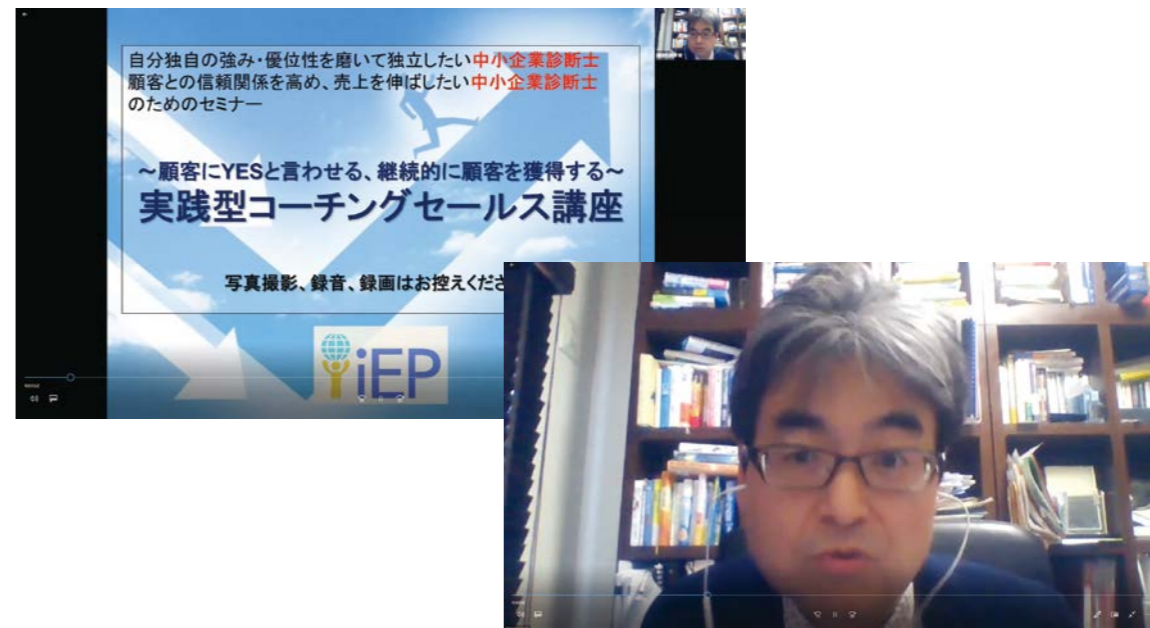 自分独自の強み・優位性を磨いて独立したい中小企業診断士
顧客との信頼関係を高め、売上を伸ばしたい中小企業診断士
のためのセミナー
～顧客にYESと言わせる、継続的に顧客を獲得する～
実践型コーチングセールス講座
写真撮影、録音、録画はお控えくださ
iEP